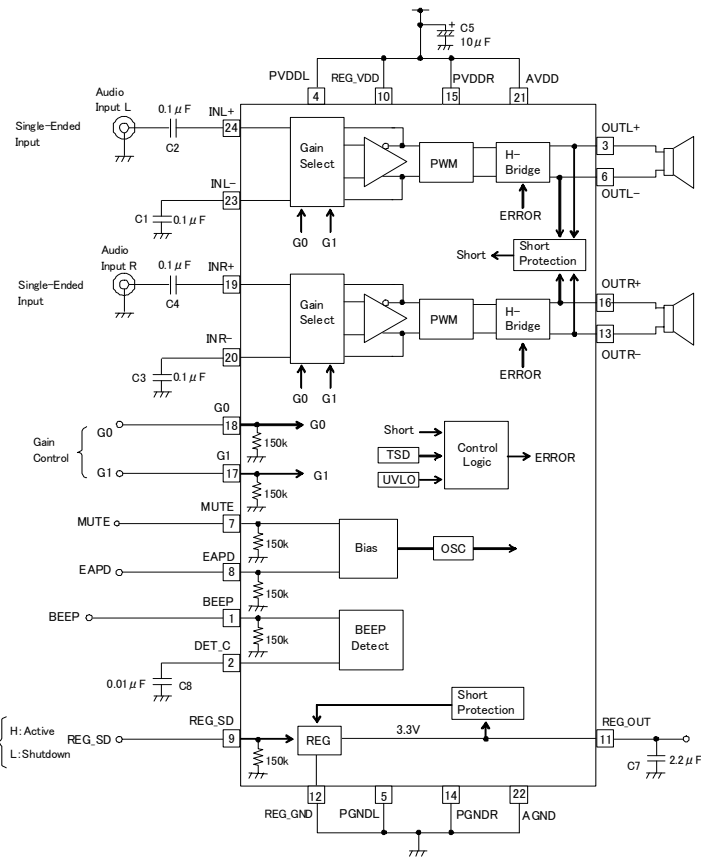 C5
10μF
PVDDL
REG_VDD
PVDDR
AVDD
4
10
15
21
Audio
Input L
0.1μF
INL+
Single-Ended
Input
C2
24
Gain
Select
PWM
H-
Bridge
OUTL+
3
6
OUTL-
INL-
23
C1
0.1μF
G0
G1
ERROR
Short
Short
Protection
Audio
Input R
0.1μF
INR+
Single-Ended
Input
C4
19
Gain
Select
PWM
H-
Bridge
OUTR+
16
13
OUTR-
INR-
20
C3
0.1μF
G0
G1
ERROR
G0
Gain
Control
G0
18
G0
150k
G1
G1
17
G1
150k
Short
TSD
UVLO
Control
Logic
ERROR
MUTE
MUTE
7
150k
Bias
OSC
EAPD
EAPD
8
150k
BEEP
BEEP
1
150k
BEEP
Detect
DET_C
2
0.01μF
C8
Short
Protection
REG_SD
H: Active
L: Shutdown
REG_SD
9
150k
REG
3.3V
REG_OUT
11
C7
2.2μF
12
5
14
22
REG_GND
PGNDL
PGNDR
AGND